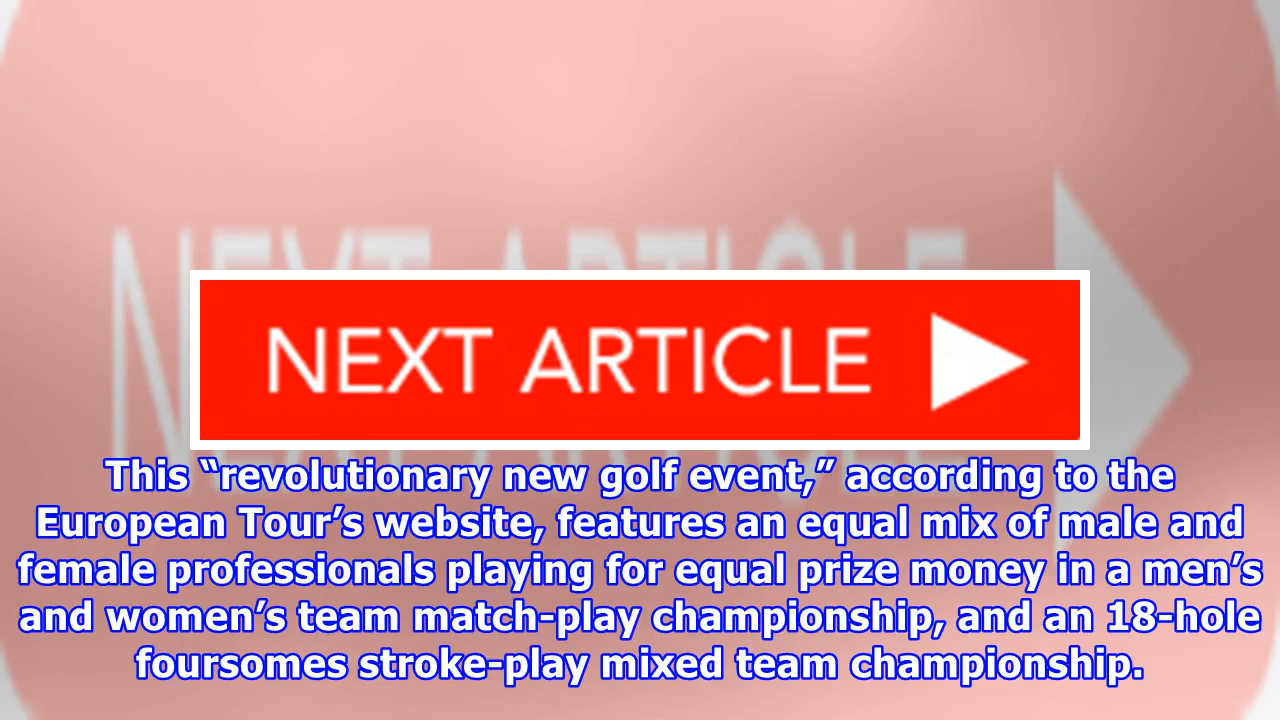 NEXT ARTICLE
NEXT ARTICLE
This “revolutionary new golf event,” according to the
European Tour’s website, features an equal mix of male and
female professionals playing for equal prize money in a men’s
and women’s team match-play championship, and an 18-hole
foursomes stroke-play mixed team championship.